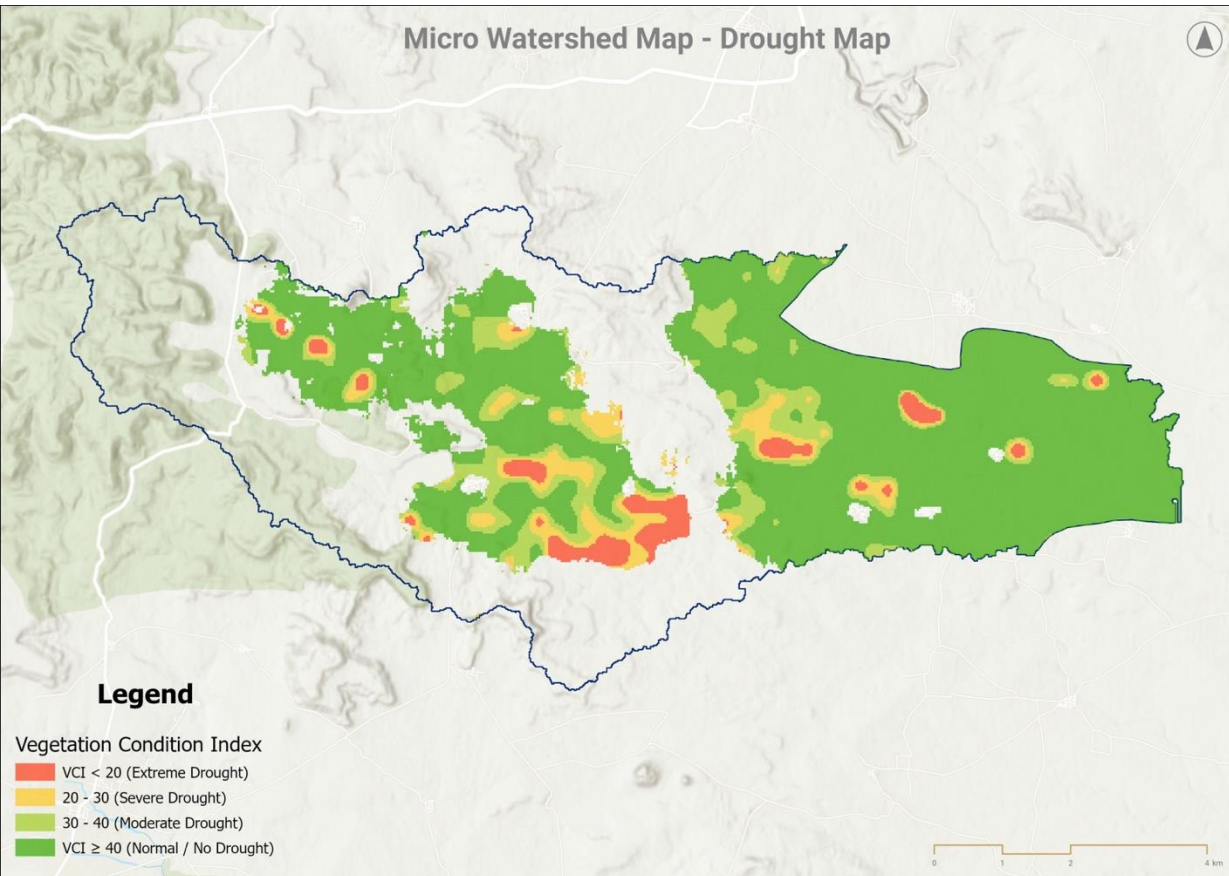 Micro Watershed Map - Drought Map
Legend
Vegetation Condition Index
VCI < 20 (Extreme Drought)
20 - 30 (Severe Drought)
30 - 40 (Moderate Drought)
VCI ≥ 40 (Normal / No Drought)
0 1 2 4 km